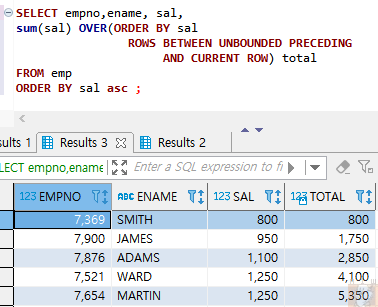 SELECT empno,ename, sal,
sum(sal) OVER(ORDER BY sal
ROWS BETWEEN UNBOUNDED PRECEDING
AND CURRENT ROW) total
FROM emp
ORDER BY sal asc ;
sults 1 Results 3 Results 2
LECT empno,ename Enter a SQL expression to fi
123 EMPNO ABC ENAME 123 SAL 123 TOTAL
7,369 SMITH 800 800
7,900 JAMES 950 1,750
7,876 ADAMS 1,100 2,850
7,521 WARD 1,250 4,100
7,654 MARTIN 1,250 5,350